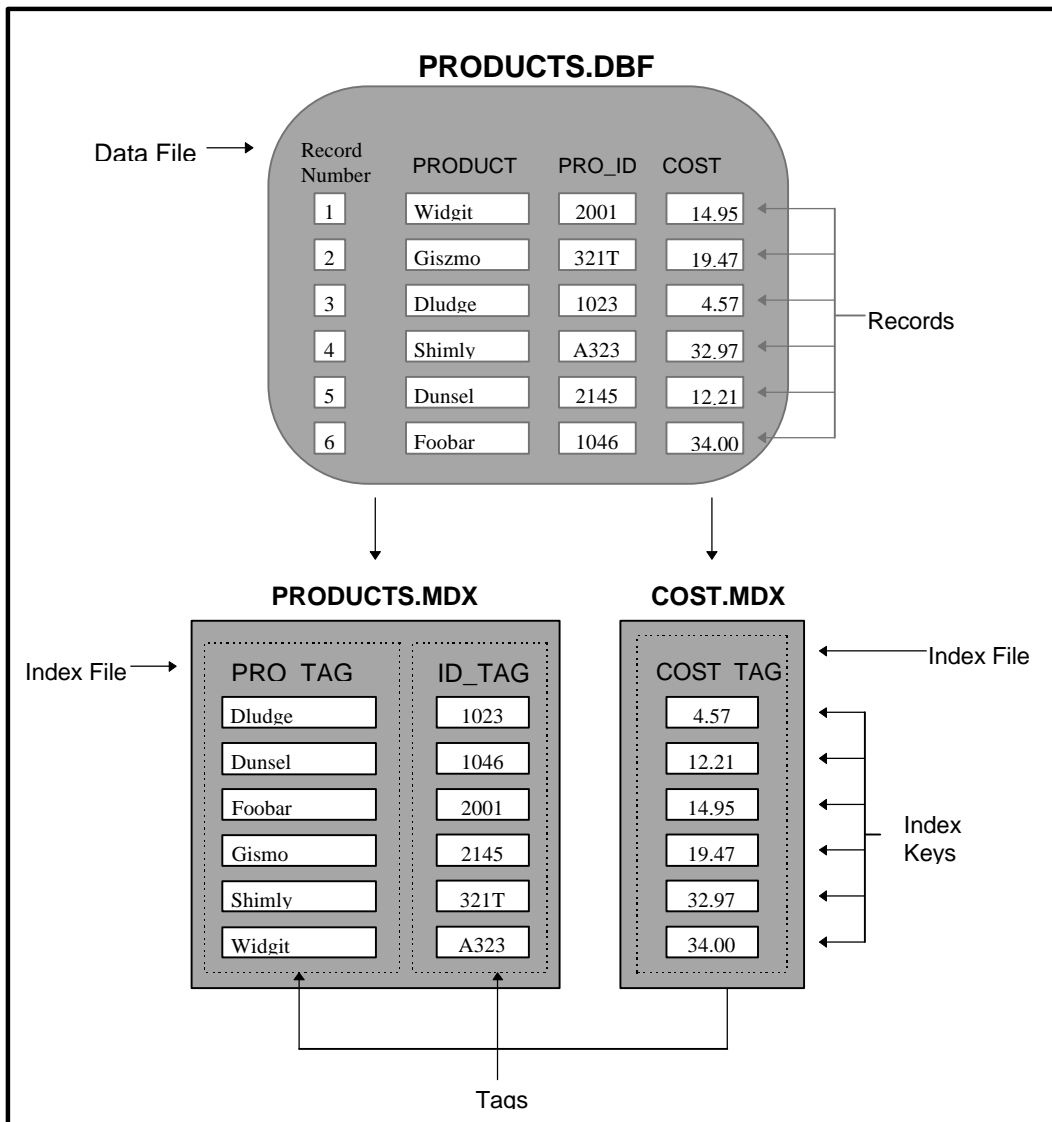 PRODUCTS.DBF
Data File
Record
Number
PRODUCT PRO_ID COST
1 Widgit 2001 14.95
2 Giszmo 321T 19.47
3 Dludge 1023 4.57
4 Shimly A323 32.97
5 Dunsel 2145 12.21
6 Foobar 1046 34.00
Records
PRODUCTS.MDX COST.MDX
Index File
Index File
PRO_TAG ID_TAG COST_TAG
Dludge 1023 4.57
Dunsel 1046 12.21
Foobar 2001 14.95
Gismo 2145 19.47
Shimly 321T 32.97
Widgit A323 34.00
Index
Keys
Tags